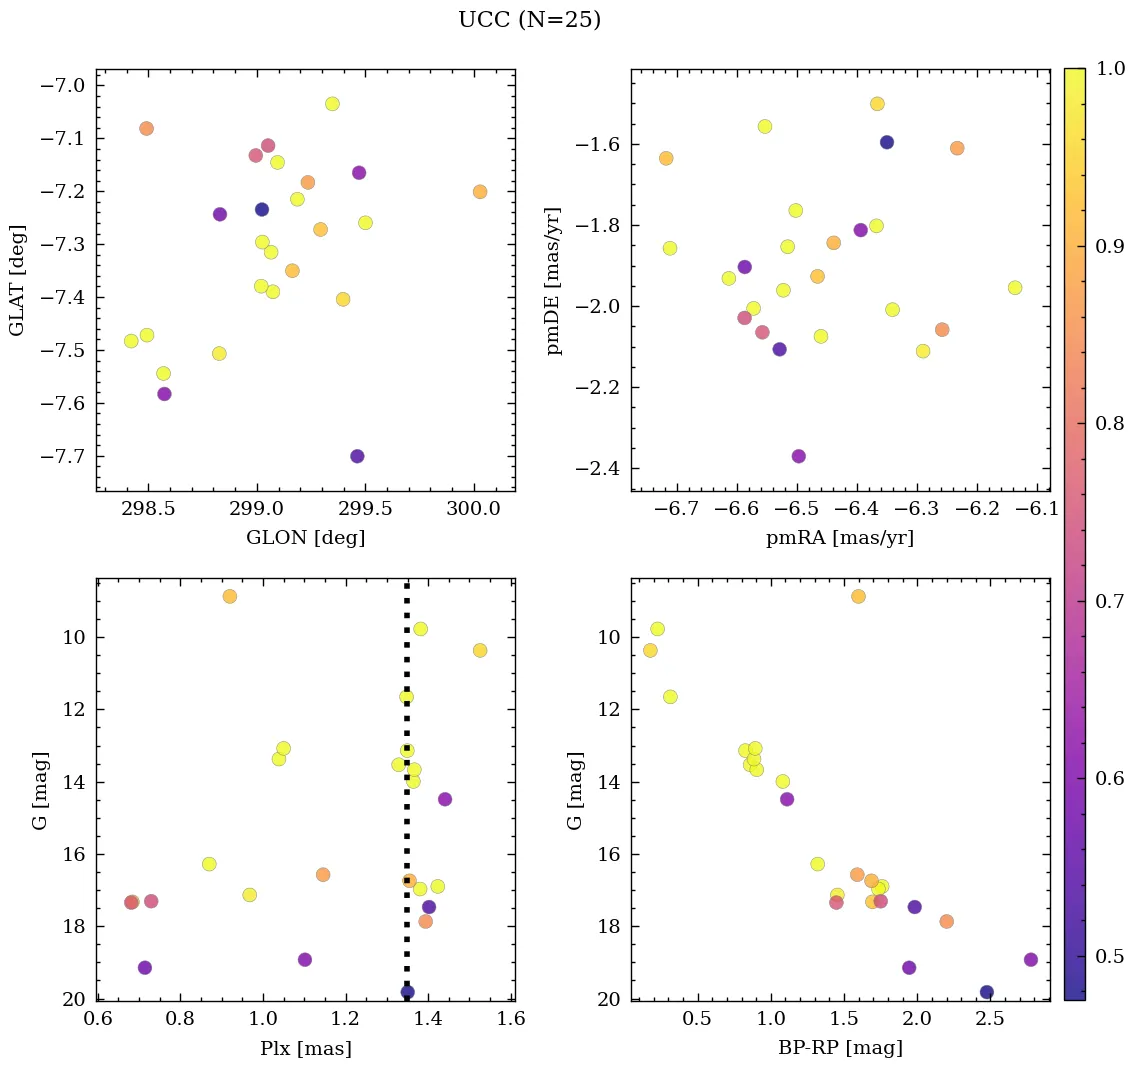 UCC (N=25)
−7.0
−7.1
−7.2
−7.3
−7.4
−7.5
−7.6
−7.7
GLAT [deg]
298.5 299.0 299.5 300.0
GLON [deg]
−1.6
−1.8
−2.0
−2.2
−2.4
pmDE [mas/yr]
−6.7 −6.6 −6.5 −6.4 −6.3 −6.2 −6.1
pmRA [mas/yr]
10
12
14
16
18
20
G [mag]
0.6 0.8 1.0 1.2 1.4 1.6
Plx [mas]
10
12
14
16
18
20
G [mag]
0.5 1.0 1.5 2.0 2.5
BP-RP [mag]
1.0
0.9
0.8
0.7
0.6
0.5